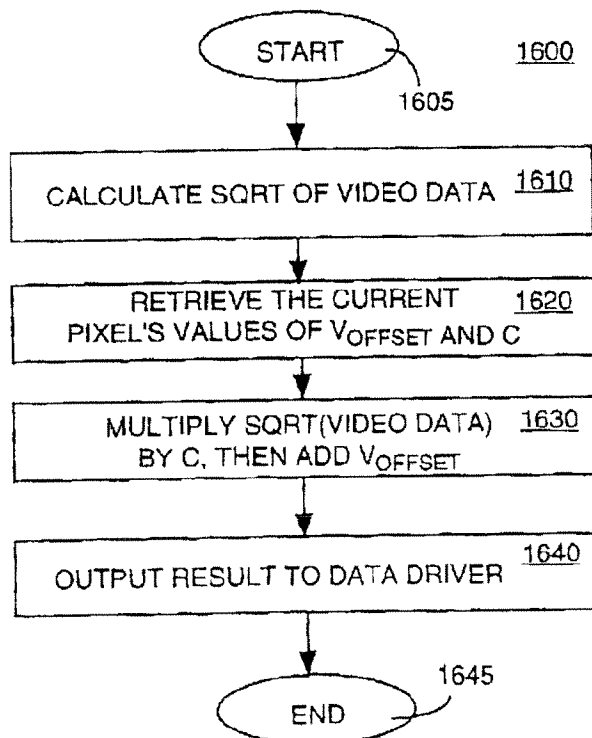 START
1600
1605
CALCULATE SQRT OF VIDEO DATA
1610
RETRIEVE THE CURRENT
PIXEL'S VALUES OF VOFFSET AND C
1620
MULTIPLY SQRT(VIDEO DATA)
BY C, THEN ADD VOFFSET
1630
OUTPUT RESULT TO DATA DRIVER
1640
1645
END